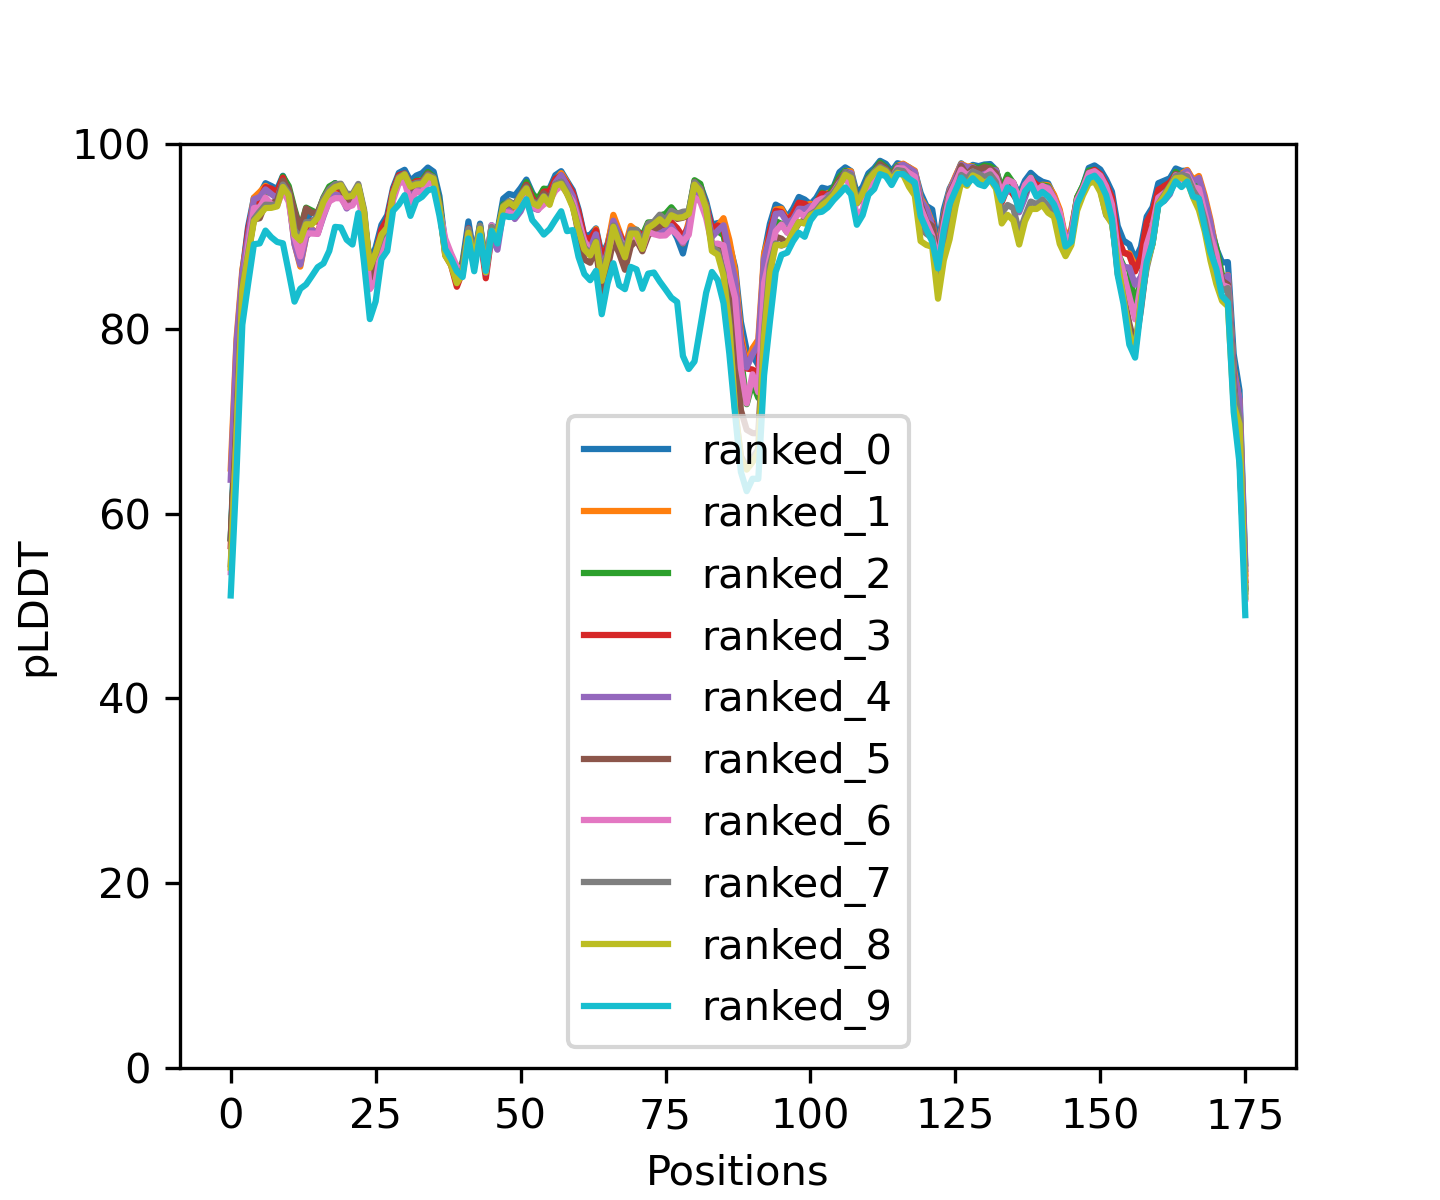 100
80
60
40
20
0
pLDDT
ranked_0
ranked_1
ranked_2
ranked_3
ranked_4
ranked_5
ranked_6
ranked_7
ranked_8
ranked_9
0 25 50 75 100 125 150 175
Positions